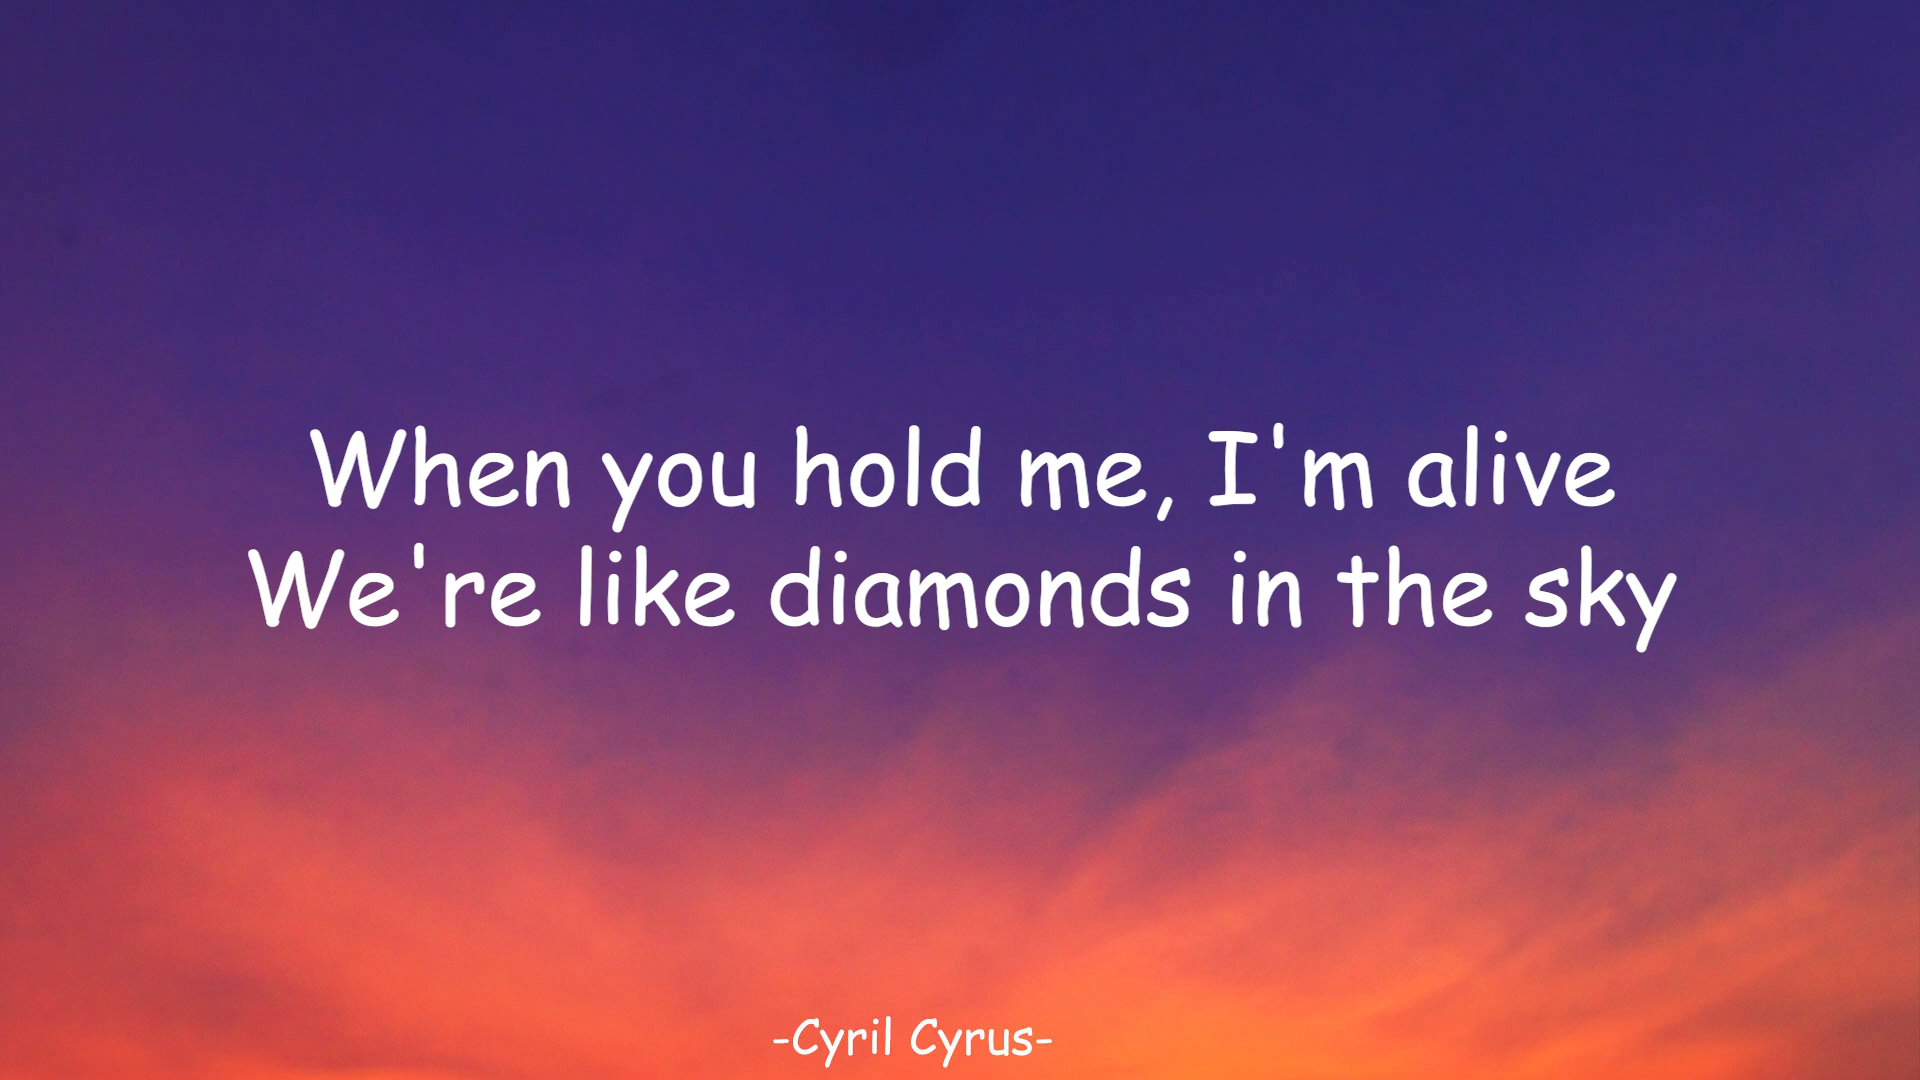 When you hold me, I'm alive
We're like diamonds in the sky
-Cyril Cyrus-